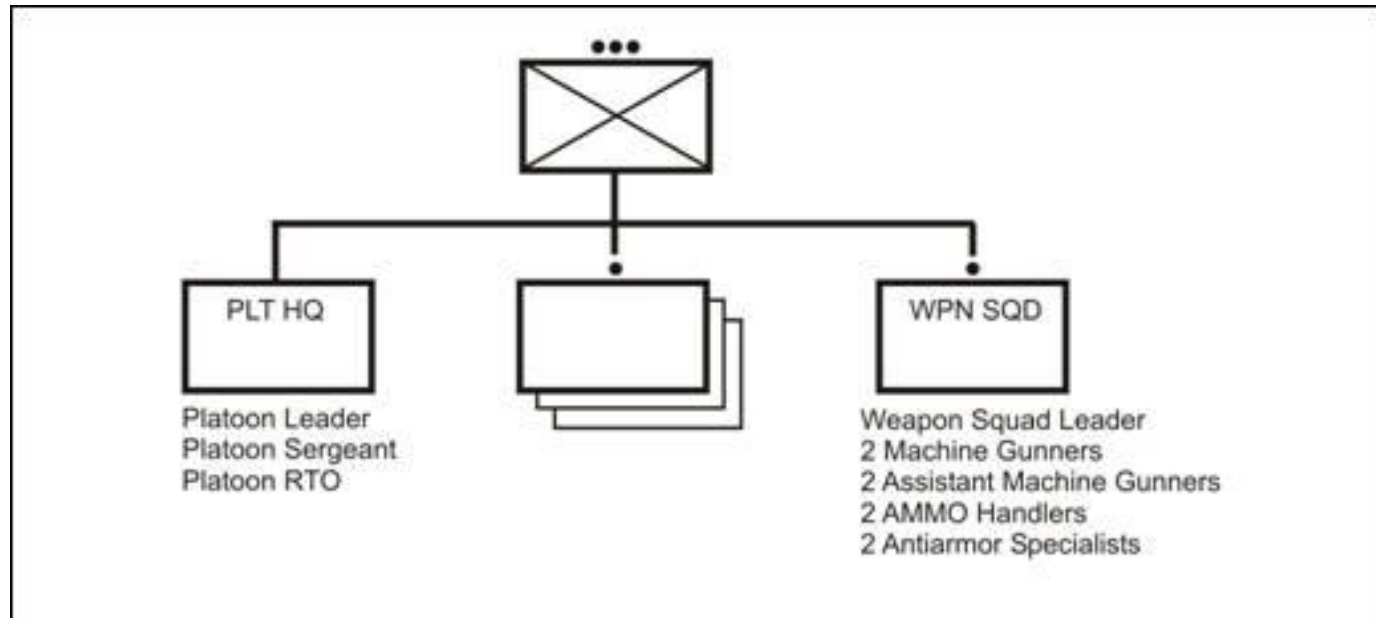 PLT HQ
WPN SQD
Platoon Leader
Platoon Sergeant
Platoon RTO
Weapon Squad Leader
2 Machine Gunners
2 Assistant Machine Gunners
2 AMMO Handlers
2 Antiarmor Specialists